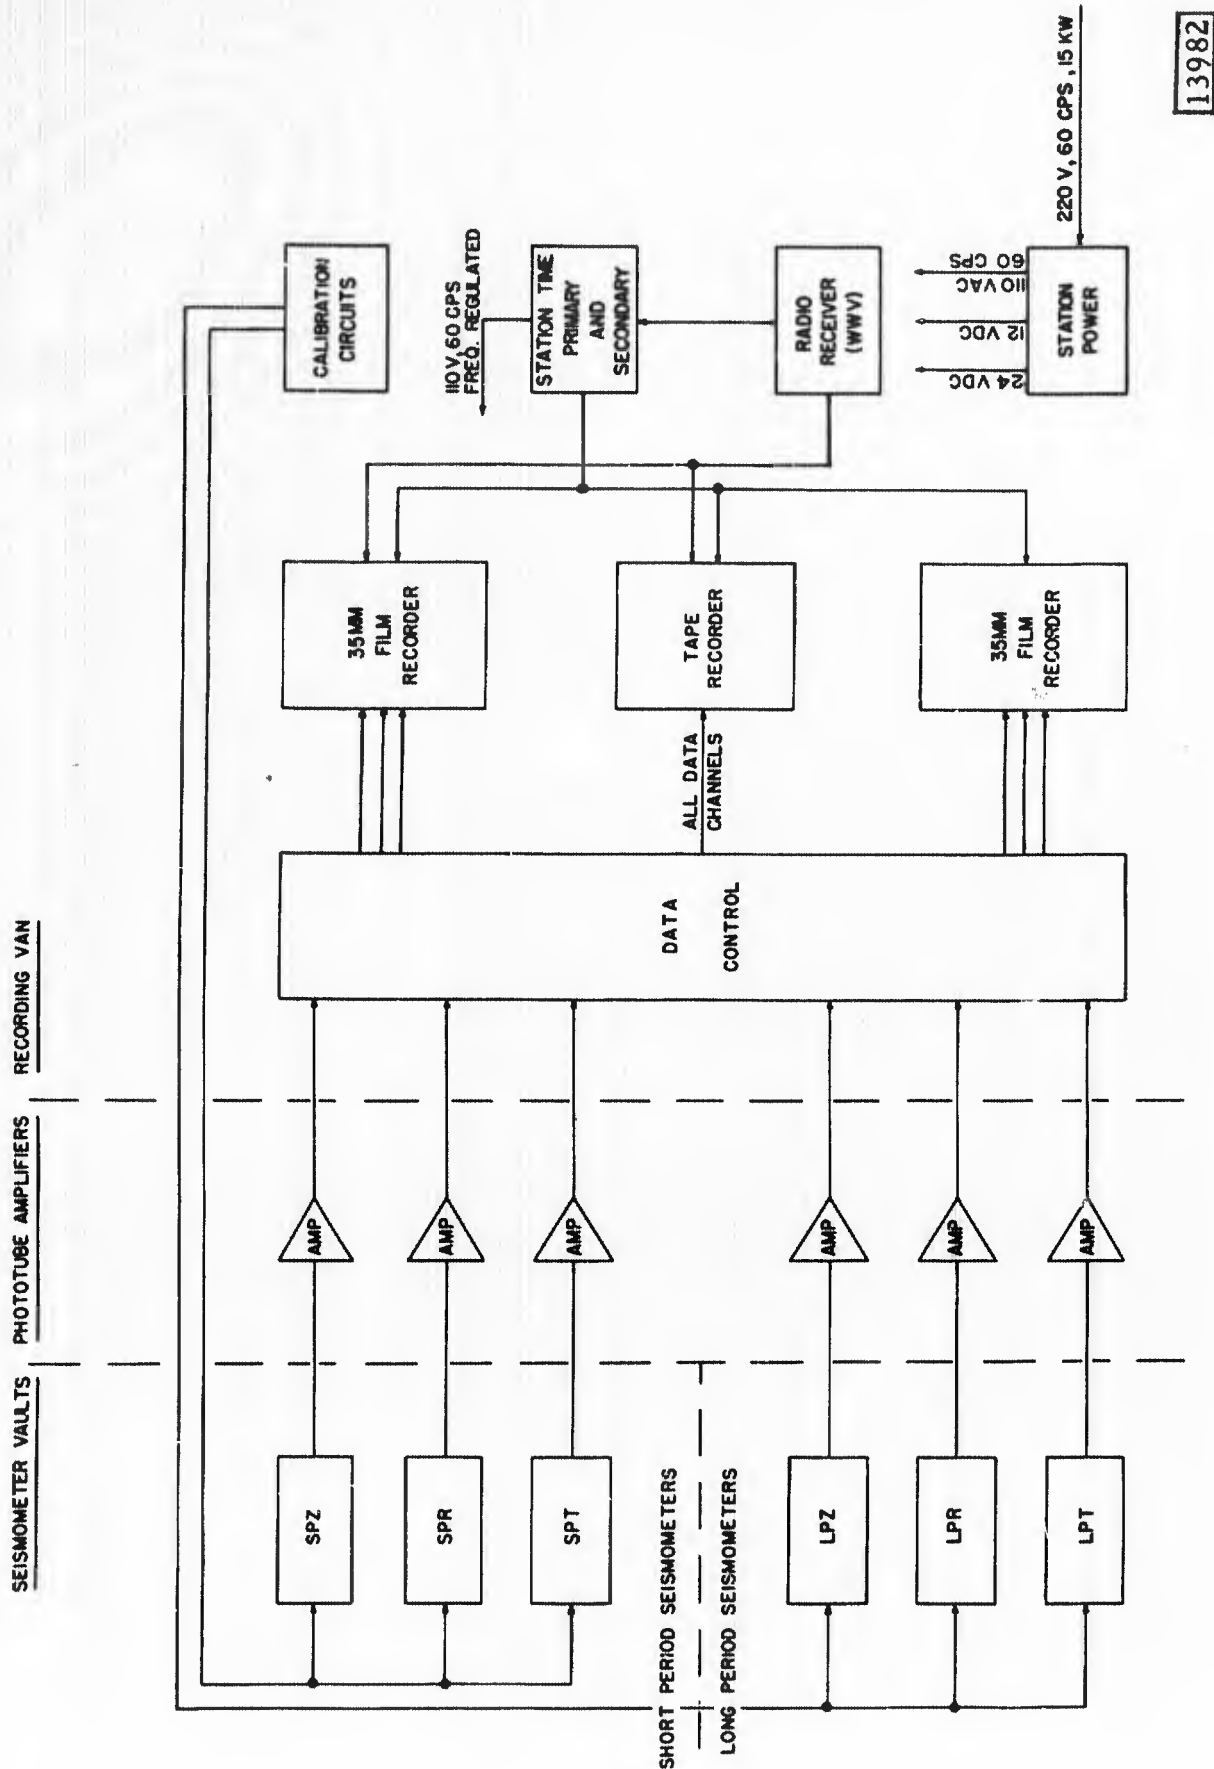 SEISMOMETER VAULTS
PHOTOTUBE AMPLIFIERS
RECORDING VAN
CALIBRATION
CIRCUITS
SPZ
AMP
SPR
AMP
SPT
AMP
35MM
FILM
RECORDER
110 V, 60 CPS
FREQ. REGULATED
STATION TIME
PRIMARY
AND
SECONDARY
SHORT PERIOD SEISMOMETERS
LONG PERIOD SEISMOMETERS
DATA
CONTROL
ALL DATA
CHANNELS
TAPE
RECORDER
RADIO
RECEIVER
(WWV)
LPZ
AMP
LPR
AMP
LPT
AMP
35MM
FILM
RECORDER
24 VDC
12 VDC
110 VAC
60 CPS
STATION
POWER
220 V, 60 CPS, 15 KW
13982